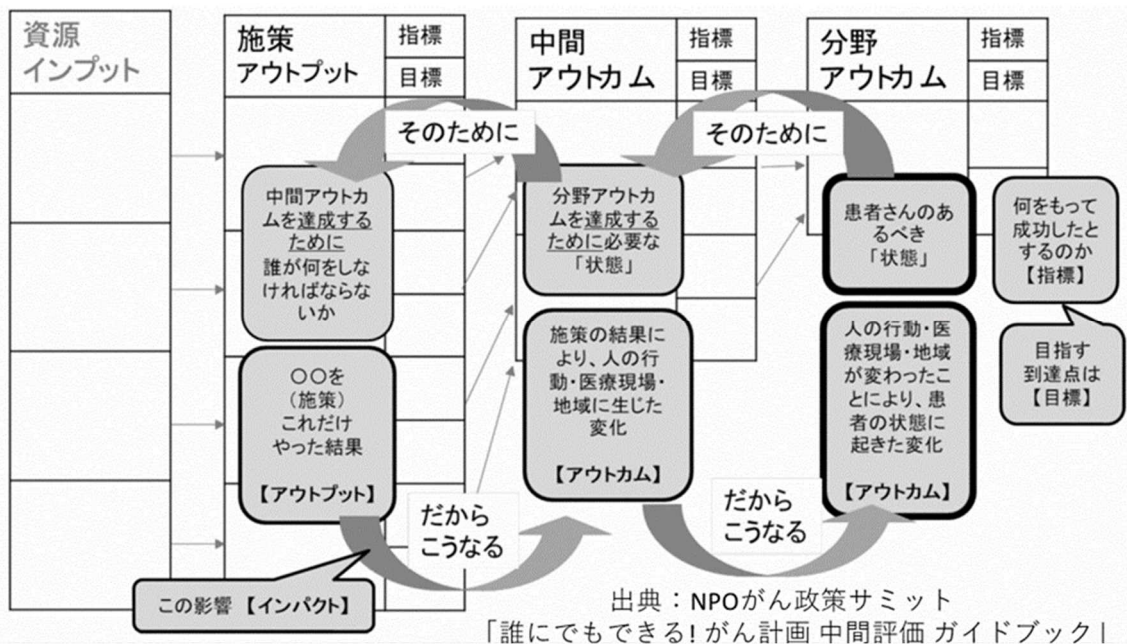 資源
インプット
施策
アウトプット
指標
目標
中間
アウトカム
指標
目標
分野
アウトカム
指標
目標
そのために
そのために
中間アウトカ
ムを達成する
ために
誰が何をしな
ければならな
いか
分野アウトカ
ムを達成する
ために必要な
「状態」
患者さんのあ
るべき
「状態」
何をもって
成功したと
するのか
【指標】
目指す
到達点は
【目標】
〇〇を
(施策)
これだけ
やった結果
【アウトプット】
施策の結果に
より、人の行
動・医療現場・
地域に生じた
変化
【アウトカム】
人の行動・医
療現場・地域
が変わったこ
とにより、患
者の状態に
起きた変化
【アウトカム】
だから
こうなる
だから
こうなる
この影響 【インパクト】
出典：NPOがん政策サミット
「誰にでもできる! がん計画 中間評価 ガイドブック」